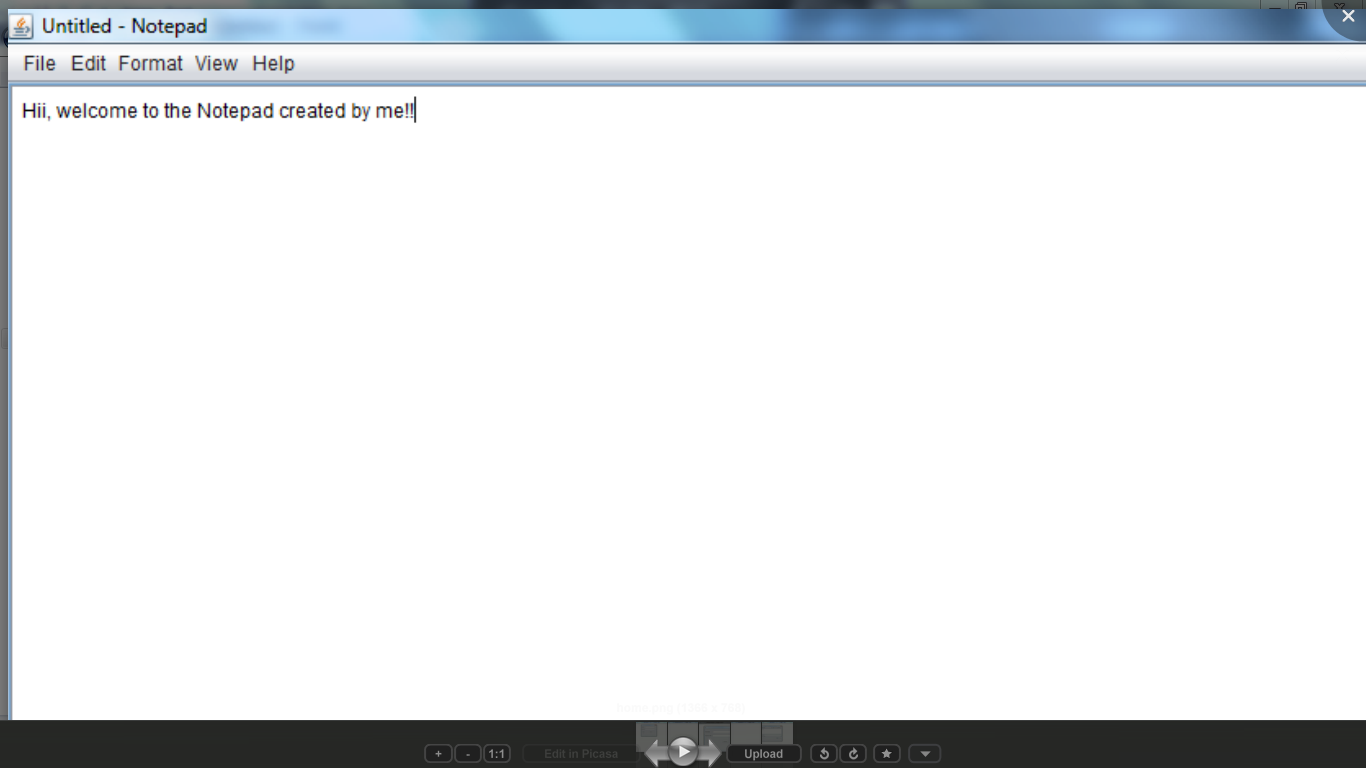 Untitled - Notepad
File Edit Format View Help
Hii, welcome to the Notepad created by me!!
+ - 1:1 Edit in Picasa Upload